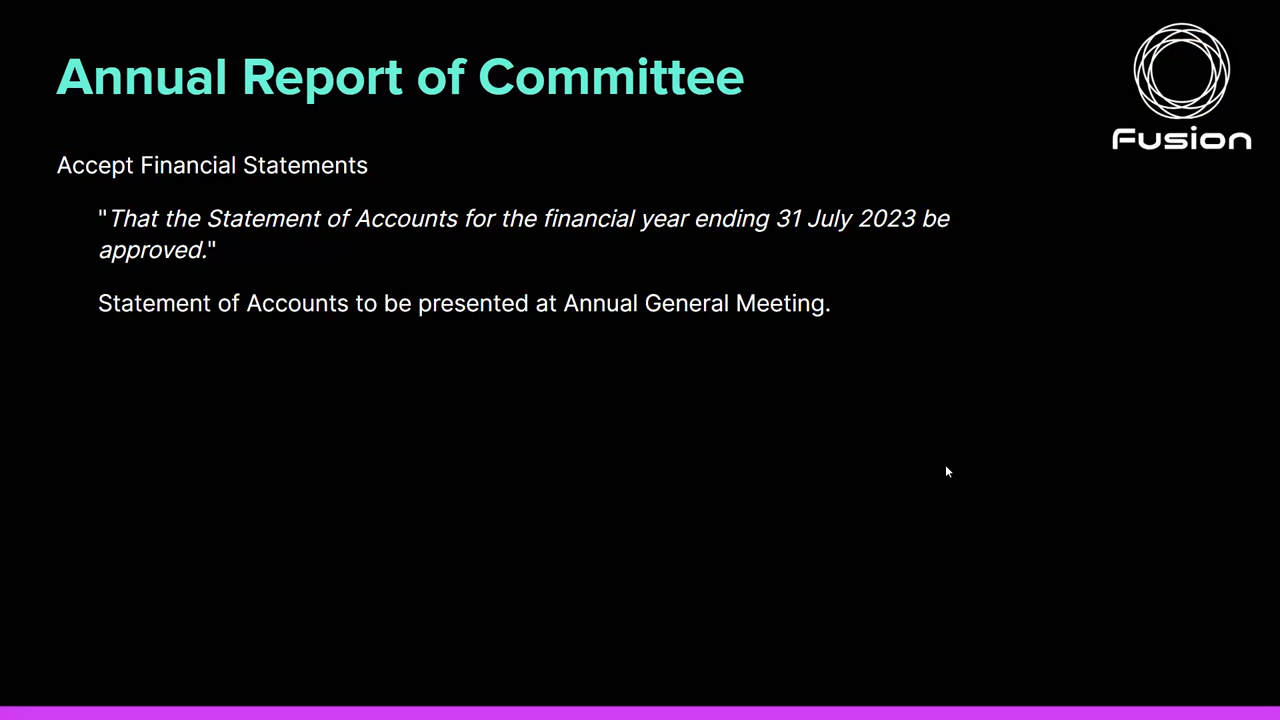 Annual Report of Committee
Fusion
Accept Financial Statements
"That the Statement of Accounts for the financial year ending 31 July 2023 be
approved."
Statement of Accounts to be presented at Annual General Meeting.